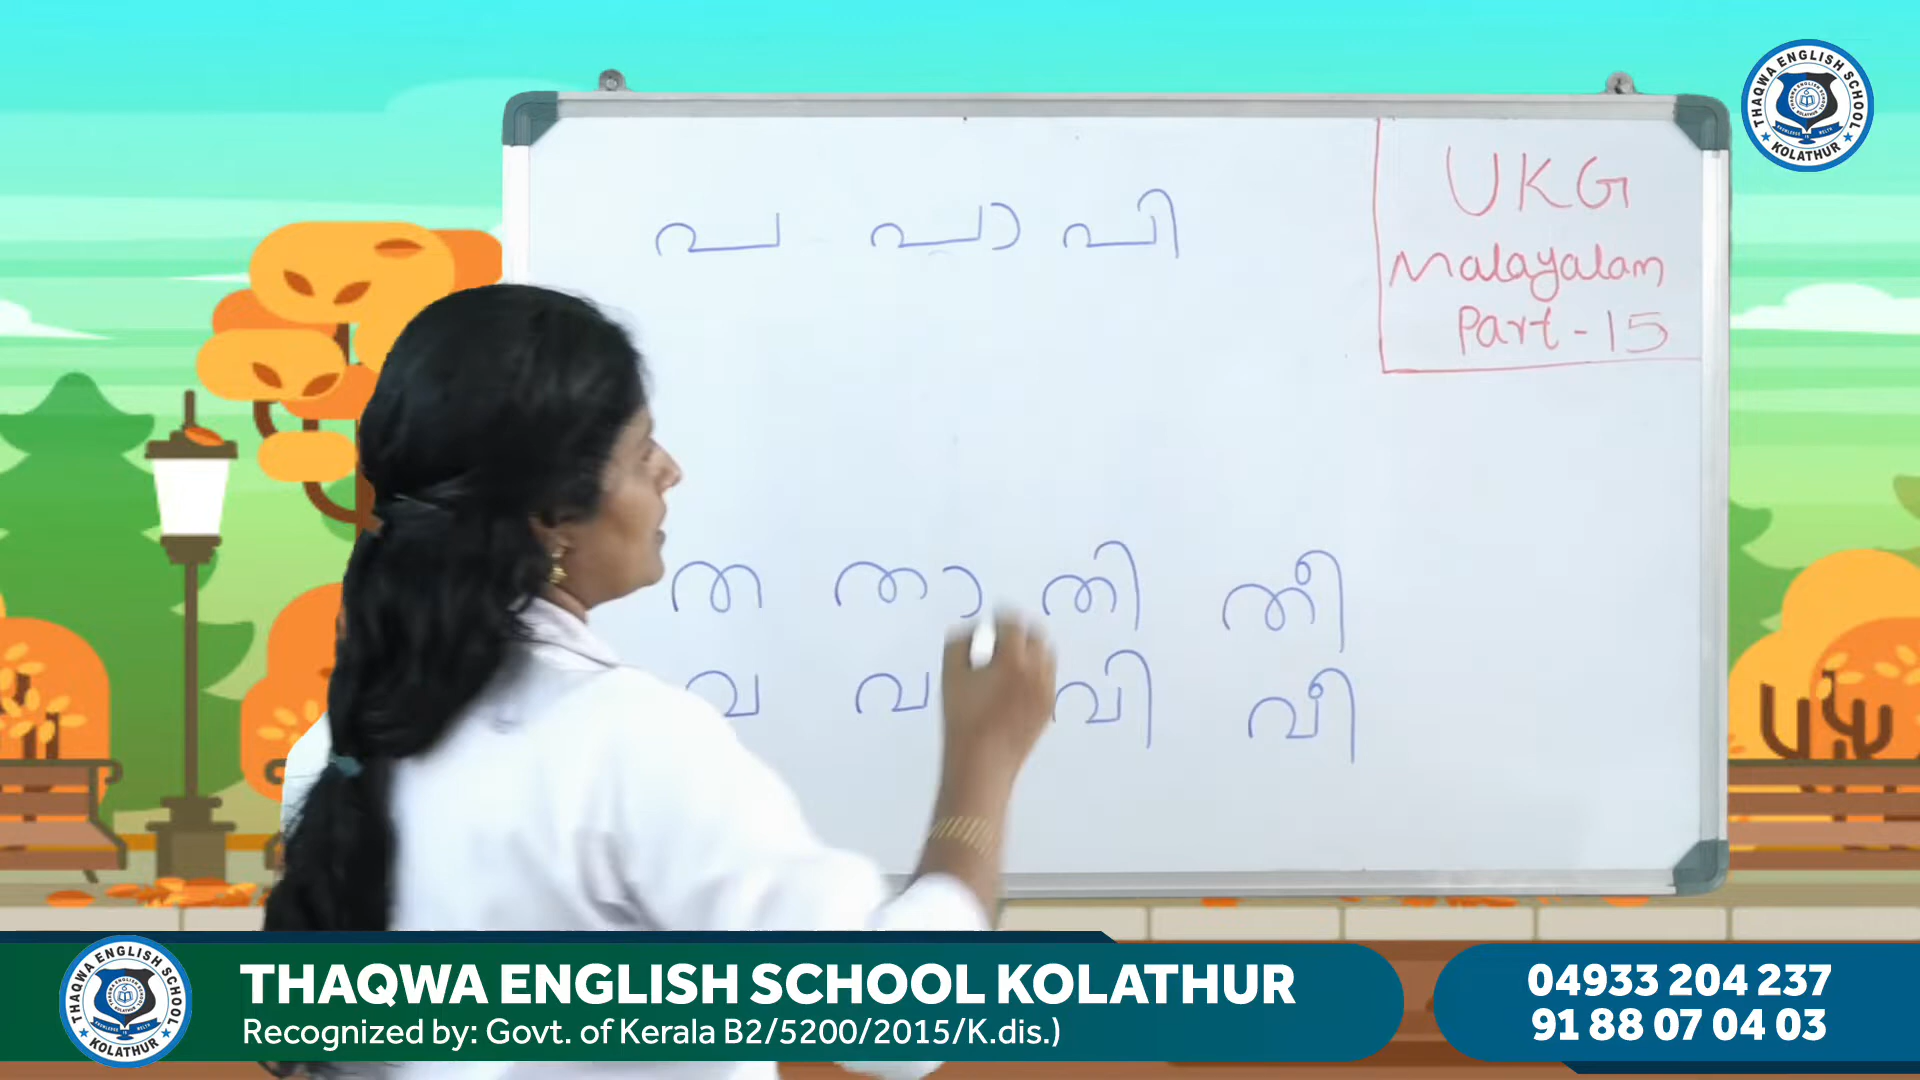 THAQWA ENGLISH SCHOOL
KOLATHUR
UKG
Malayalam
Part - 15
പ പാ പി
ത താ തി തീ
വ വ വി വീ
THAQWA ENGLISH SCHOOL
KOLATHUR
THAQWA ENGLISH SCHOOL KOLATHUR
Recognized by: Govt. of Kerala B2/5200/2015/K.dis.)
04933 204 237
91 88 07 04 03